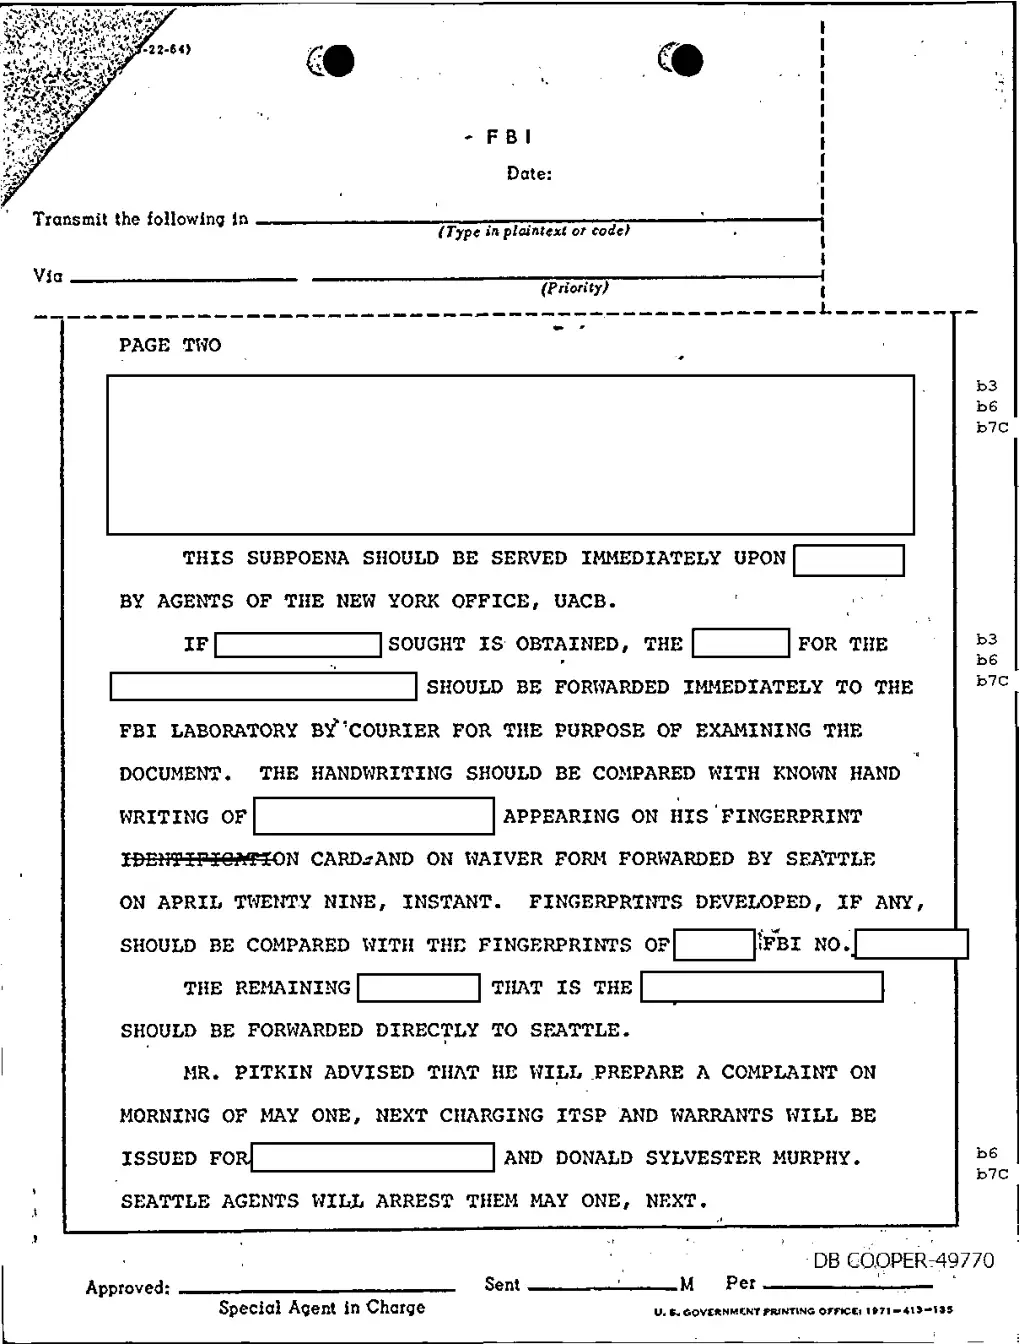 -22-64)
FBI
Date:
Transmit the following in
(Type in plaintext or code)
Via
(Priority)
PAGE TWO
b3
b6
b7C
THIS SUBPOENA SHOULD BE SERVED IMMEDIATELY UPON
BY AGENTS OF THE NEW YORK OFFICE, UACB.
IF SOUGHT IS OBTAINED, THE FOR THE
b3
b6
b7C
SHOULD BE FORWARDED IMMEDIATELY TO THE
FBI LABORATORY BY COURIER FOR THE PURPOSE OF EXAMINING THE
DOCUMENT. THE HANDWRITING SHOULD BE COMPARED WITH KNOWN HAND
WRITING OF APPEARING ON HIS FINGERPRINT
IDENTIFICATION CARD AND ON WAIVER FORM FORWARDED BY SEATTLE
ON APRIL TWENTY NINE, INSTANT. FINGERPRINTS DEVELOPED, IF ANY,
SHOULD BE COMPARED WITH THE FINGERPRINTS OF FBI NO.
THE REMAINING THAT IS THE
SHOULD BE FORWARDED DIRECTLY TO SEATTLE.
MR. PITKIN ADVISED THAT HE WILL PREPARE A COMPLAINT ON
MORNING OF MAY ONE, NEXT CHARGING ITSP AND WARRANTS WILL BE
ISSUED FOR AND DONALD SYLVESTER MURPHY.
b6
b7C
SEATTLE AGENTS WILL ARREST THEM MAY ONE, NEXT.
DB COOPER-49770
Approved: Sent M Per
Special Agent in Charge
U. S. GOVERNMENT PRINTING OFFICE: 1971-413-135